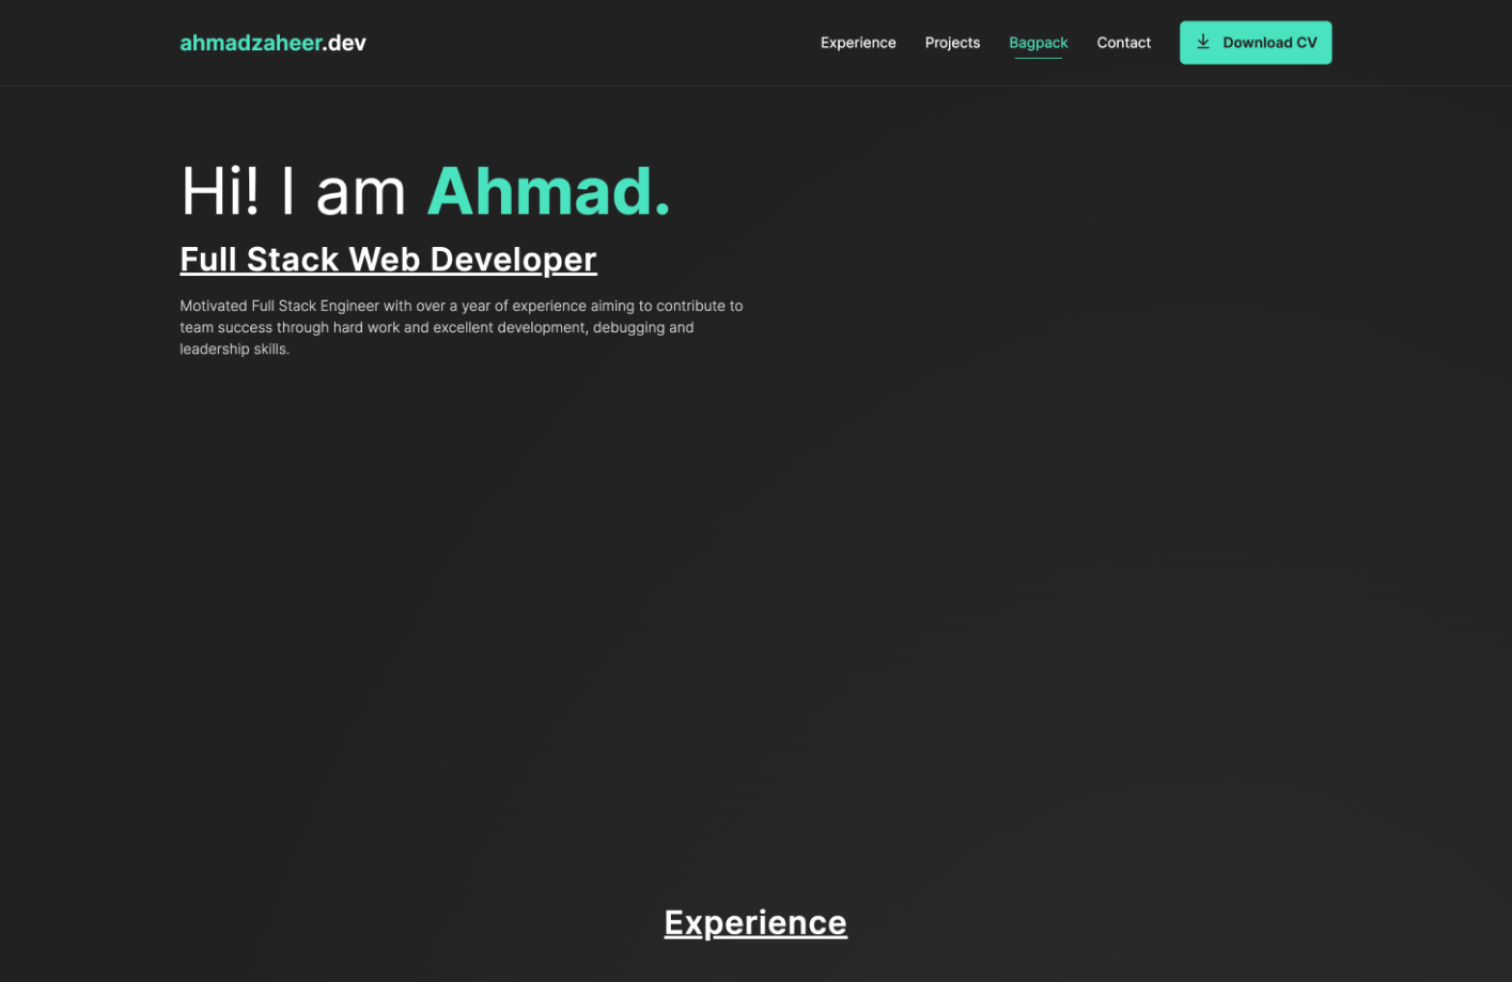 ahmadzaheer.dev
Experience Projects Bagpack Contact Download CV
Hi! I am Ahmad.
Full Stack Web Developer
Motivated Full Stack Engineer with over a year of experience aiming to contribute to
team success through hard work and excellent development, debugging and
leadership skills.
Experience